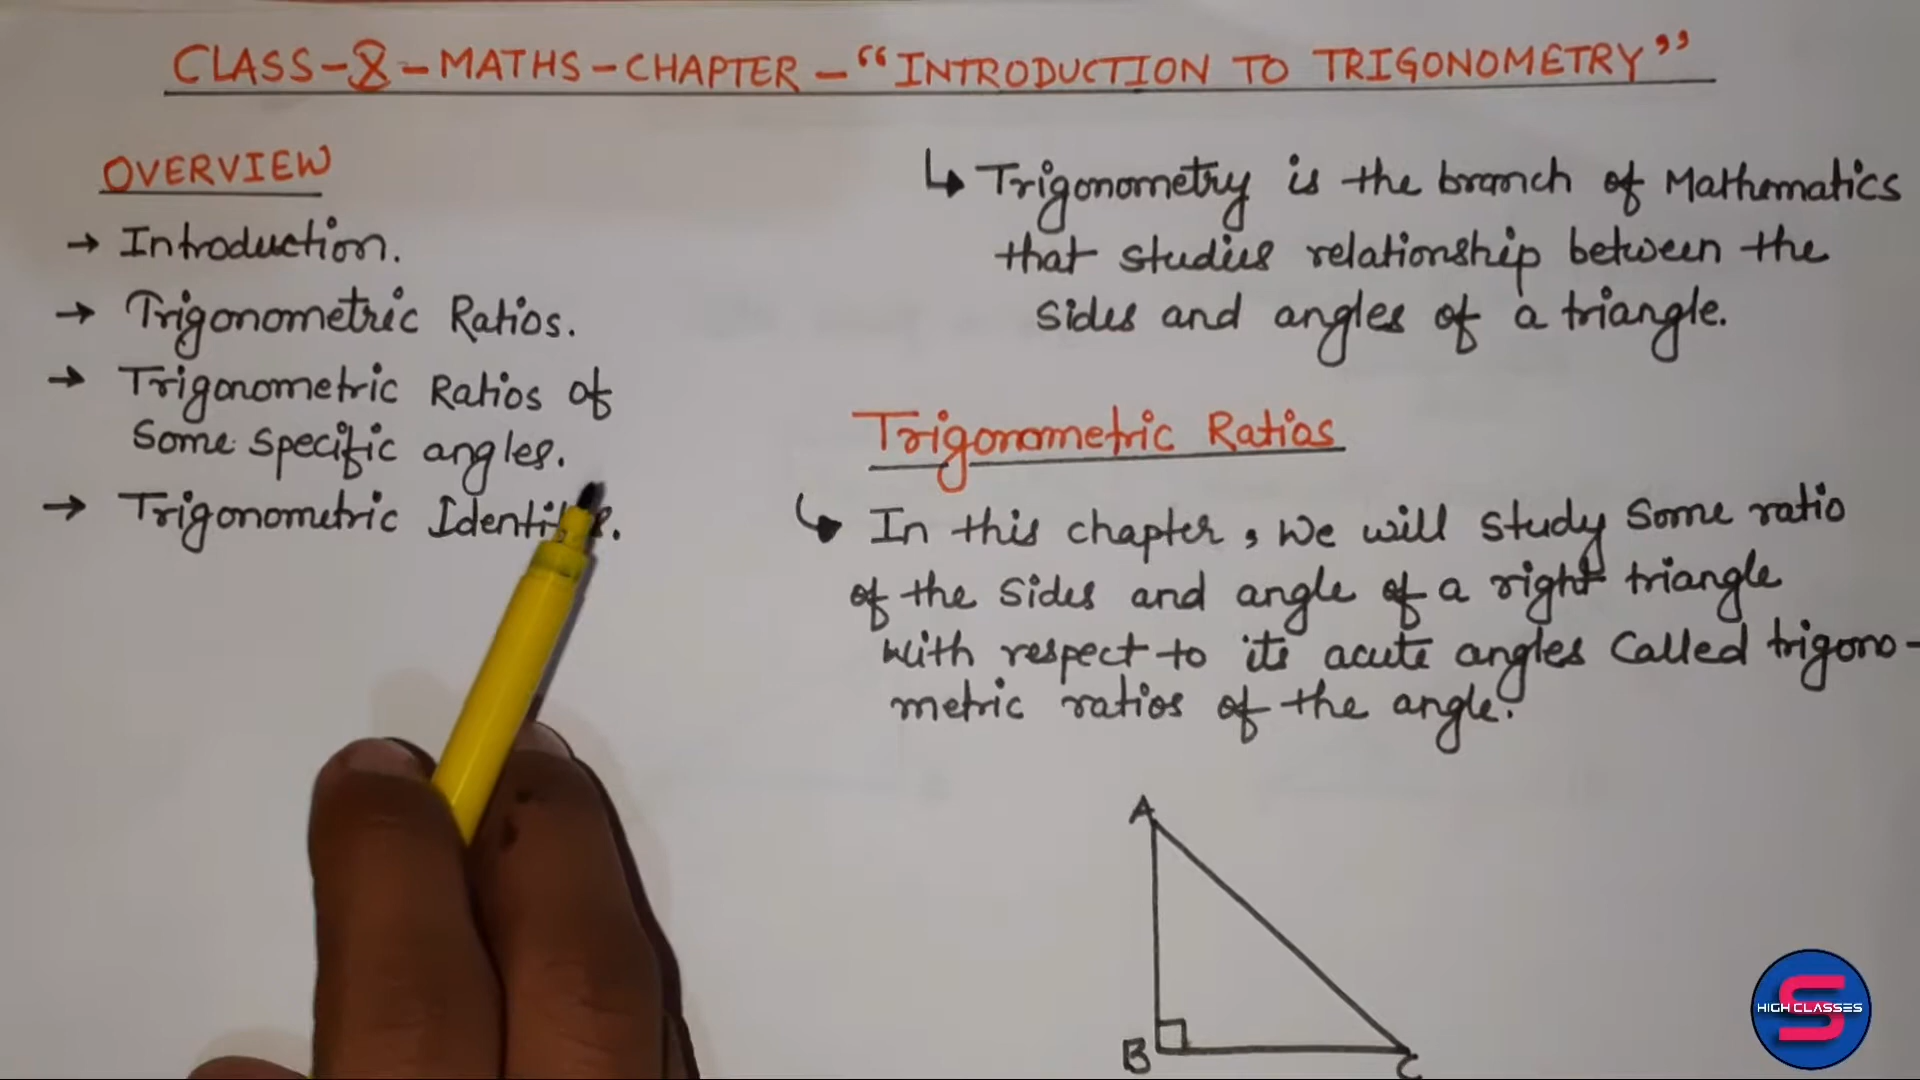 CLASS-X-MATHS-CHAPTER-"INTRODUCTION TO TRIGONOMETRY"
OVERVIEW
→ Introduction.
→ Trigonometric Ratios.
→ Trigonometric Ratios of
Some specific angles.
→ Trigonometric
↳ Trigonometry is the branch of Mathematics
that studies relationship between the
sides and angles of a triangle.
Trigonometric Ratios
↳ In this chapter, we will study some ratio
of the sides and angle of a right triangle
with respect to its acute angles called trigono-
metric ratios of the angle.
A
B
C
S
HIGH CLASSES